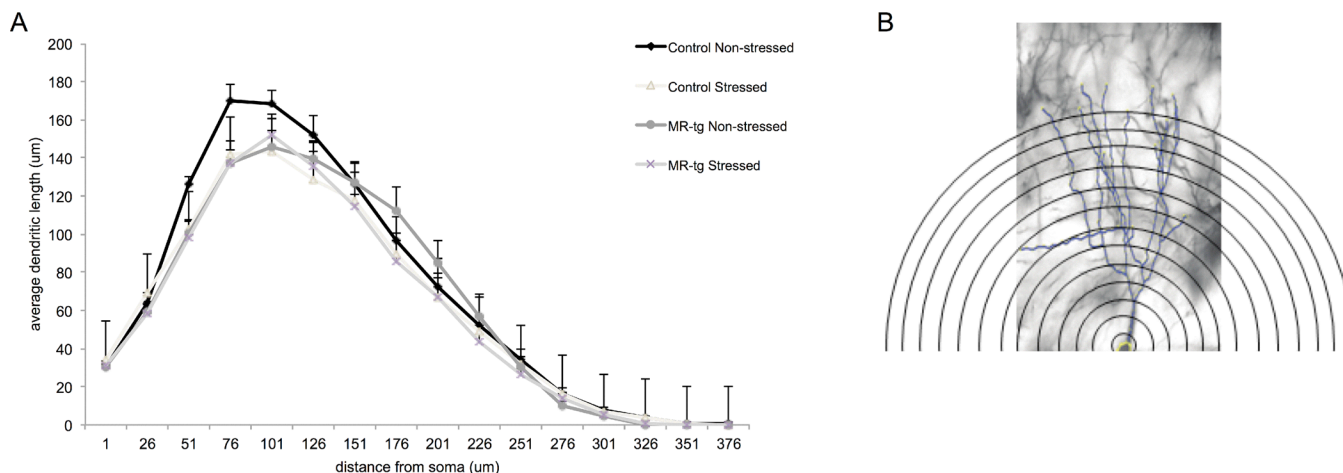 A
B
200
180
160
140
120
100
80
60
40
20
0
average dendritic length (um)
1 26 51 76 101 126 151 176 201 226 251 276 301 326 351 376
distance from soma (um)
Control Non-stressed
Control Stressed
MR-tg Non-stressed
MR-tg Stressed